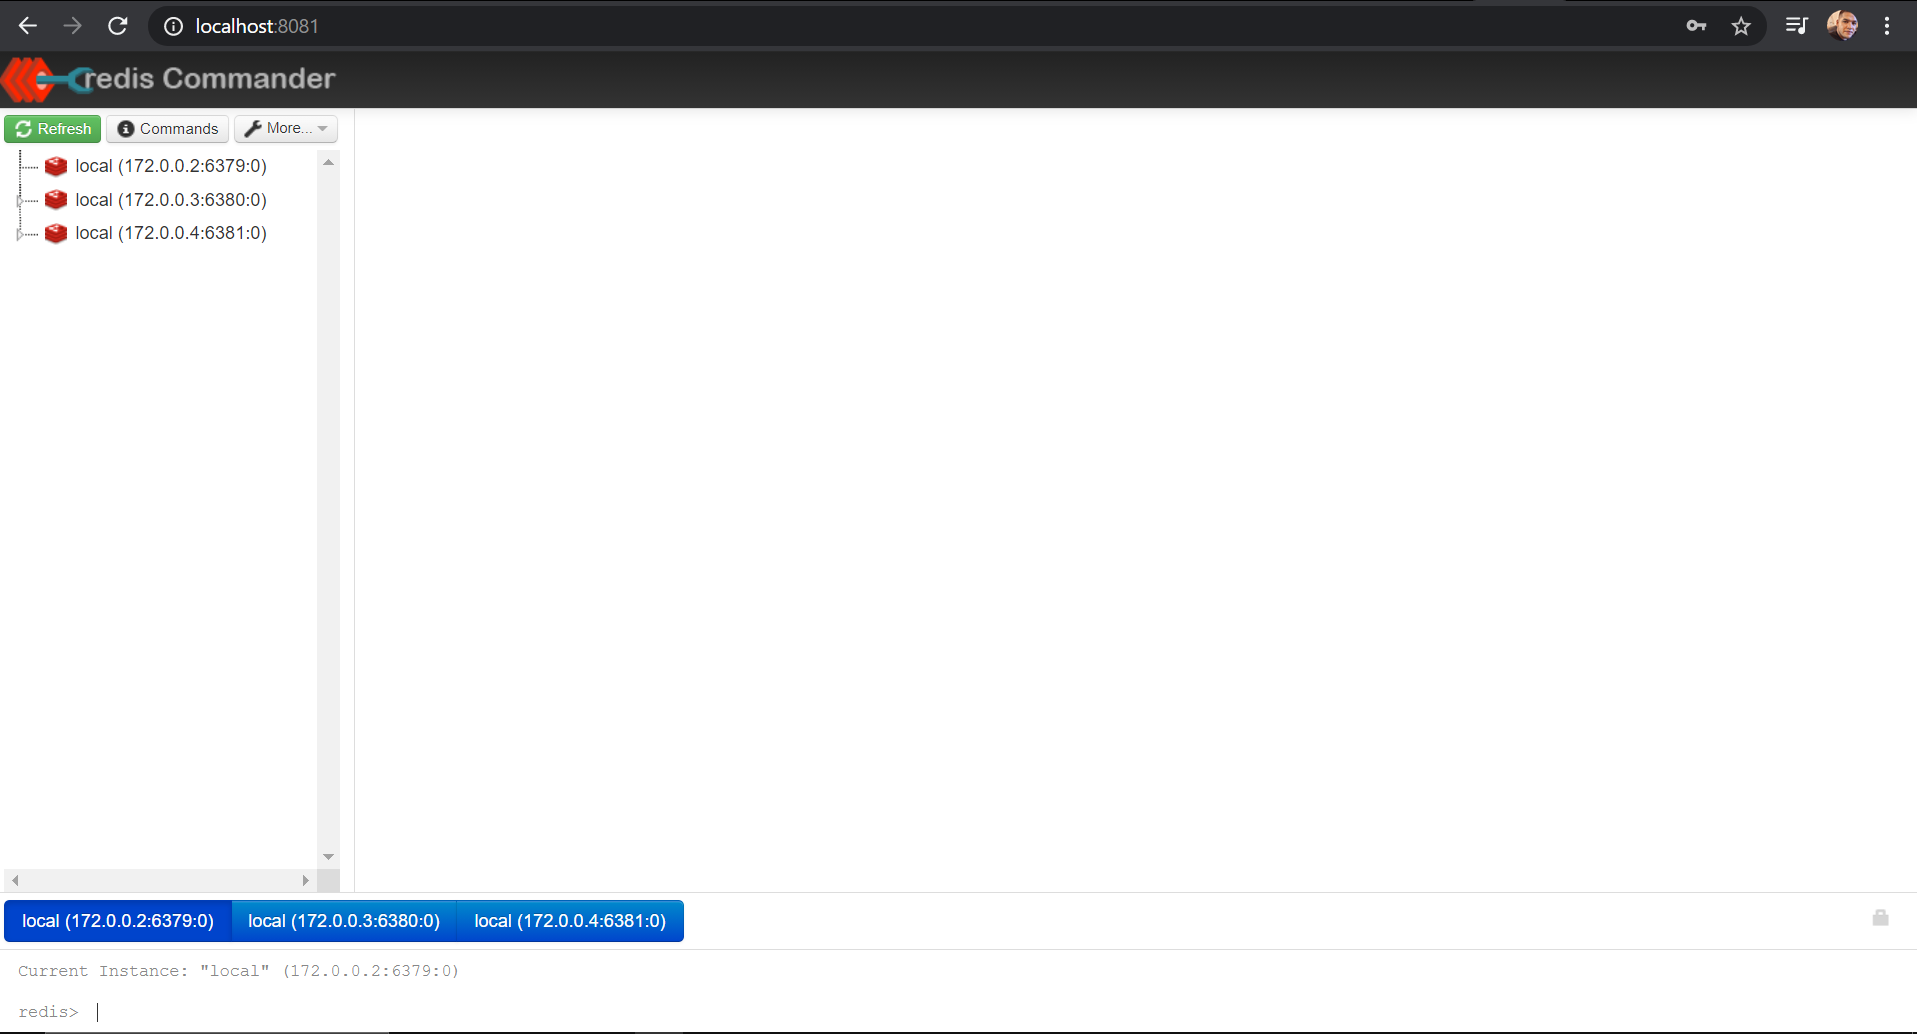 localhost:8081
redis Commander
Refresh Commands More...
local (172.0.0.2:6379:0)
local (172.0.0.3:6380:0)
local (172.0.0.4:6381:0)
local (172.0.0.2:6379:0) local (172.0.0.3:6380:0) local (172.0.0.4:6381:0)
Current Instance: "local" (172.0.0.2:6379:0)
redis>